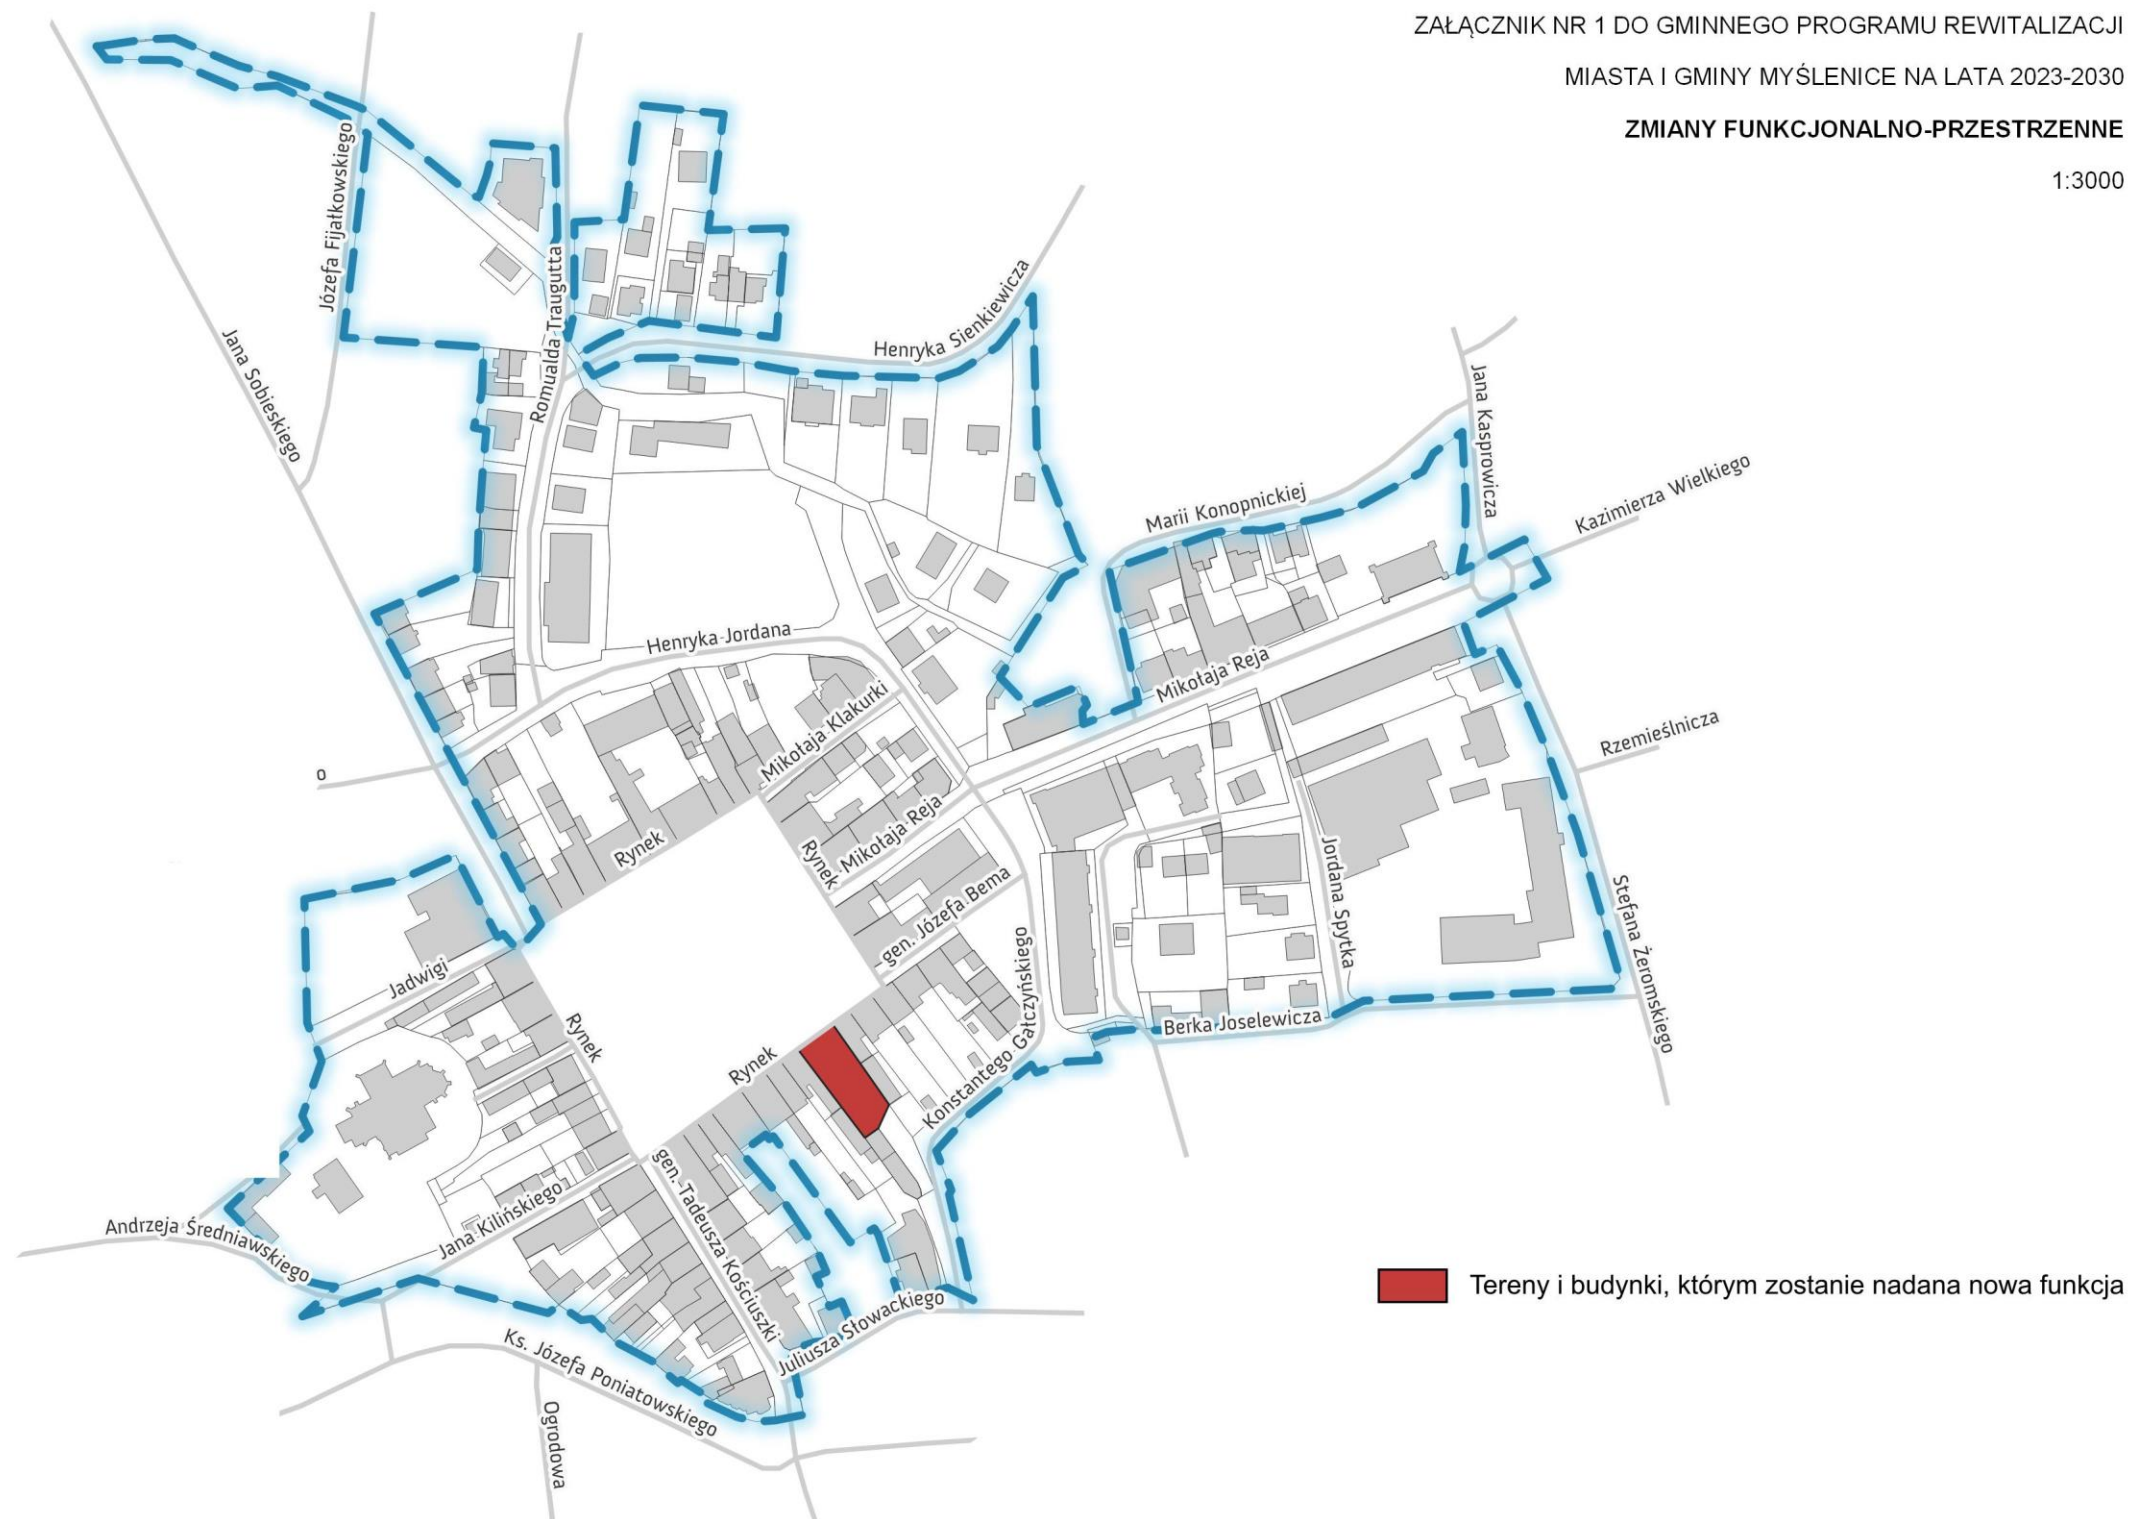 ZAŁĄCZNIK NR 1 DO GMINNEGO PROGRAMU REWITALIZACJI
MIASTA I GMINY MYŚLENICE NA LATA 2023-2030
ZMIANY FUNKCJONALNO-PRZESTRZENNE
1:3000
Józefa Fijałkowskiego
Romualda Traugutta
Jana Sobieskiego
Henryka Sienkiewicza
Jana Kasprowicza
Kazimierza Wielkiego
Marii Konopnickiej
Henryka Jordana
Mikołaja Reja
Mikołaja Klakurki
Rzemieślnicza
o
Rynek
Rynek
Mikołaja Reja
gen. Józefa Bema
Jordana Spytka
Stefana Żeromskiego
Konstantego Gałczyńskiego
Jadwigi
Berka Joselewicza
Rynek
Rynek
gen. Tadeusza Kościuszki
Jana Kilińskiego
Andrzeja Średniawskiego
Juliusza Słowackiego
Ks. Józefa Poniatowskiego
Ogrodowa
Tereny i budynki, którym zostanie nadana nowa funkcja